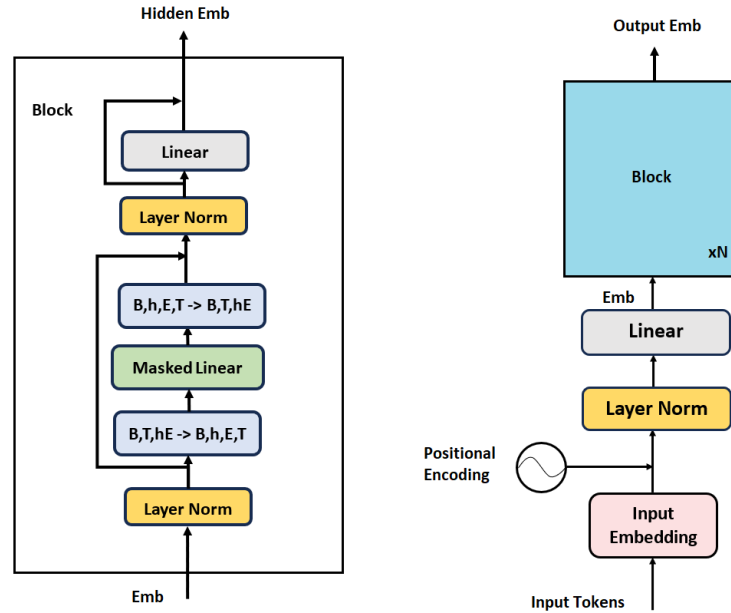 Hidden Emb
Block
Linear
Layer Norm
B,h,E,T -> B,T,hE
Masked Linear
B,T,hE -> B,h,E,T
Layer Norm
Emb
Output Emb
Block
xN
Emb
Linear
Layer Norm
Positional
Encoding
Input
Embedding
Input Tokens